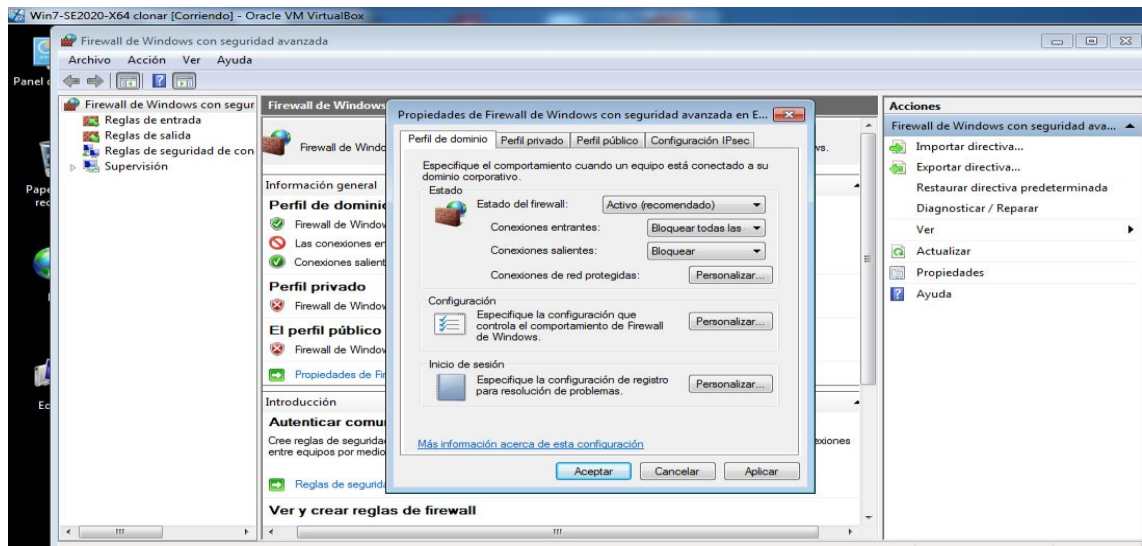 Win7-SE2020-X64 clonar [Corriendo] - Oracle VM VirtualBox
Firewall de Windows con seguridad avanzada
Archivo Acción Ver Ayuda
Panel
Firewall de Windows con segur
Reglas de entrada
Reglas de salida
Reglas de seguridad de con
Supervisión
Firewall de Windows
Firewall de Windo
vs.
Información general
Perfil de dominio
Firewall de Window
Las conexiones en
Conexiones salient
Perfil privado
Firewall de Window
El perfil público
Firewall de Window
Propiedades de Fir
Introducción
Autenticar comu
Cree reglas de segurida
exiones
entre equipos por medio
Reglas de segurida
Ver y crear reglas de firewall
Propiedades de Firewall de Windows con seguridad avanzada en E...
Perfil de dominio Perfil privado Perfil público Configuración IPsec
Especifique el comportamiento cuando un equipo está conectado a su
dominio corporativo.
Estado
Estado del firewall: Activo (recomendado)
Conexiones entrantes: Bloquear todas las
Conexiones salientes: Bloquear
Conexiones de red protegidas: Personalizar...
Configuración
Especifique la configuración que
controla el comportamiento de Firewall
de Windows.
Personalizar...
Inicio de sesión
Especifique la configuración de registro
para resolución de problemas.
Personalizar...
Más información acerca de esta configuración
Aceptar Cancelar Aplicar
Acciones
Firewall de Windows con seguridad ava...
Importar directiva...
Exportar directiva...
Restaurar directiva predeterminada
Diagnosticar / Reparar
Ver
Actualizar
Propiedades
Ayuda
Pape
rec
Ec